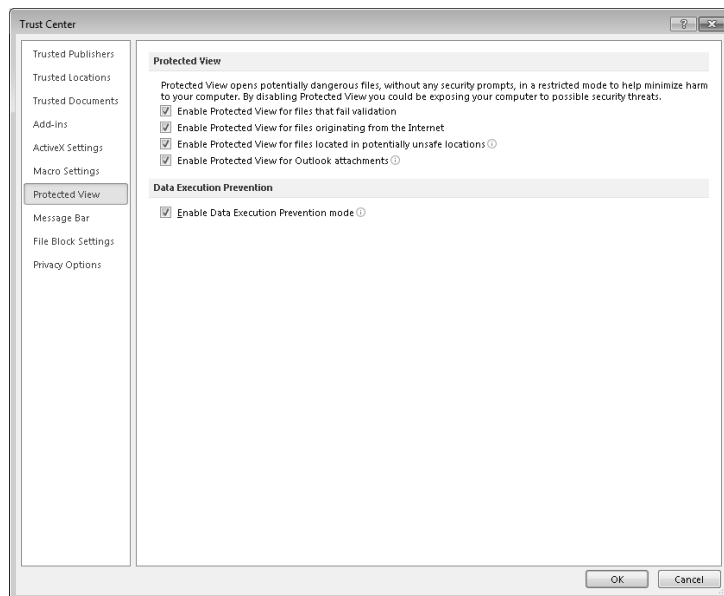 Trust Center
Trusted Publishers
Trusted Locations
Trusted Documents
Add-ins
ActiveX Settings
Macro Settings
Protected View
Message Bar
File Block Settings
Privacy Options
Protected View
Protected View opens potentially dangerous files, without any security prompts, in a restricted mode to help minimize harm
to your computer. By disabling Protected View you could be exposing your computer to possible security threats.
Enable Protected View for files that fail validation
Enable Protected View for files originating from the Internet
Enable Protected View for files located in potentially unsafe locations
Enable Protected View for Outlook attachments
Data Execution Prevention
Enable Data Execution Prevention mode
OK
Cancel